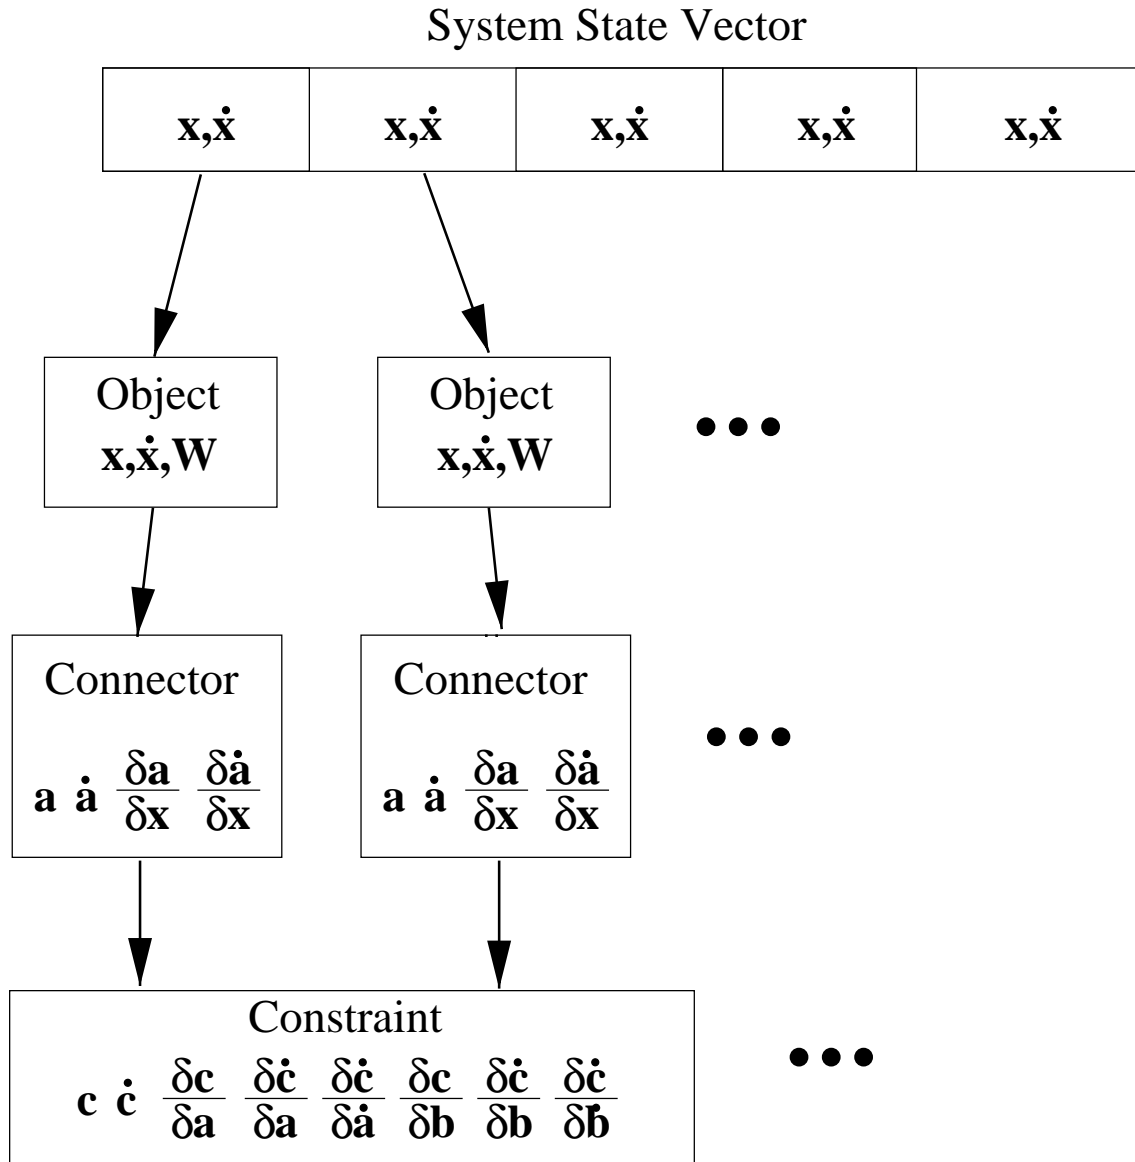 System State Vector
x,ẋ x,ẋ x,ẋ x,ẋ x,ẋ
Object Object
x,ẋ,W x,ẋ,W
Connector Connector
a ȧ δa/δx δȧ/δx a ȧ δa/δx δȧ/δx
Constraint
c ċ δc/δa δċ/δa δċ/δȧ δc/δb δċ/δb δċ/δḃ